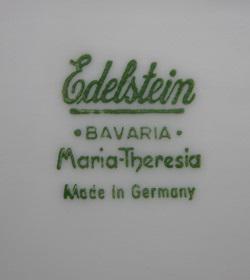 Edelstein
• BAVARIA •
Maria-Theresia
Made in Germany